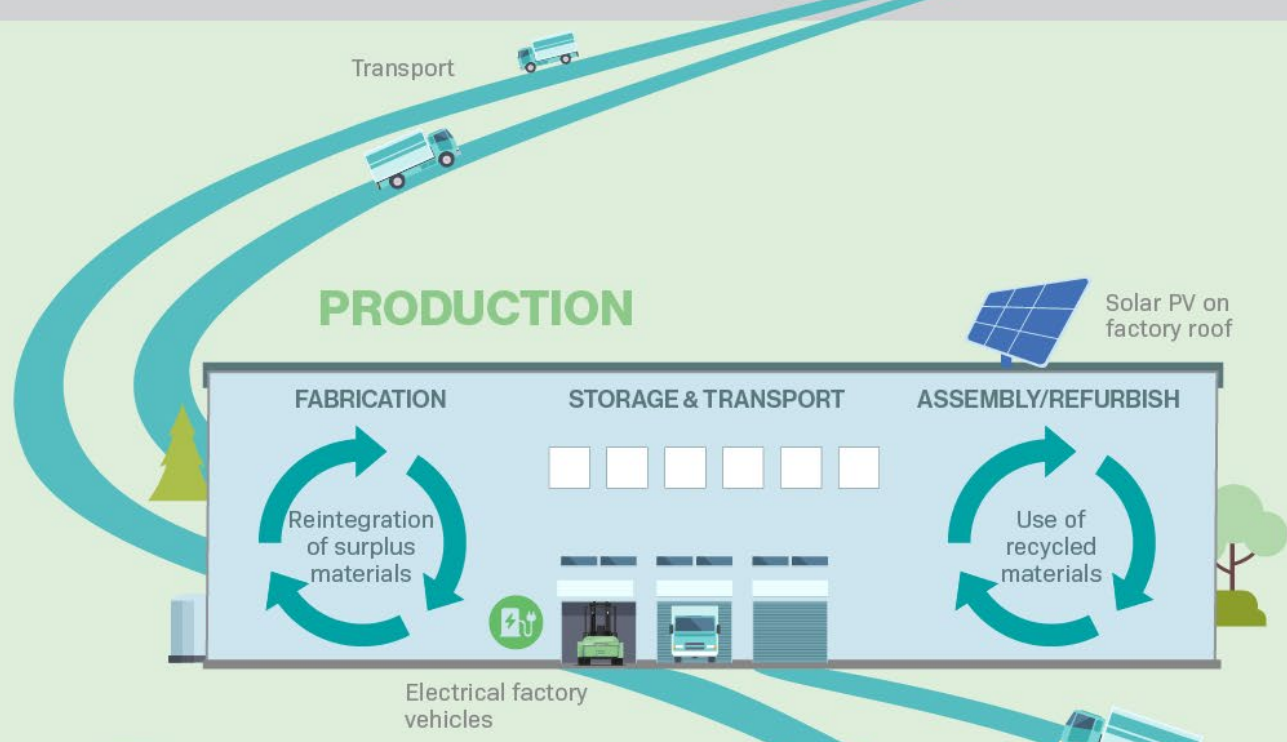 Transport
PRODUCTION
Solar PV on
factory roof
FABRICATION
STORAGE & TRANSPORT
ASSEMBLY/REFURBISH
Reintegration
of surplus
materials
Use of
recycled
materials
Electrical factory
vehicles